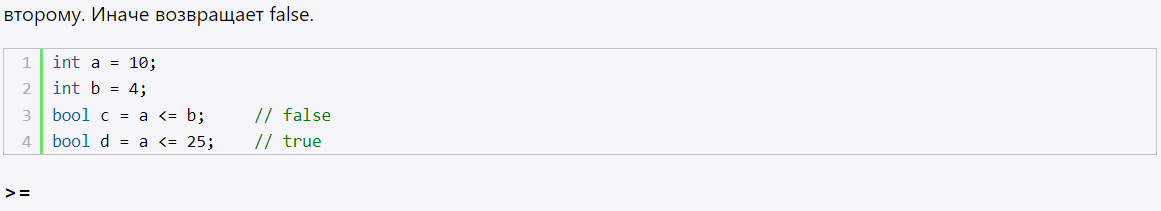 второму. Иначе возвращает false.
1 int a = 10;
2 int b = 4;
3 bool c = a <= b;     // false
4 bool d = a <= 25;    // true
>=